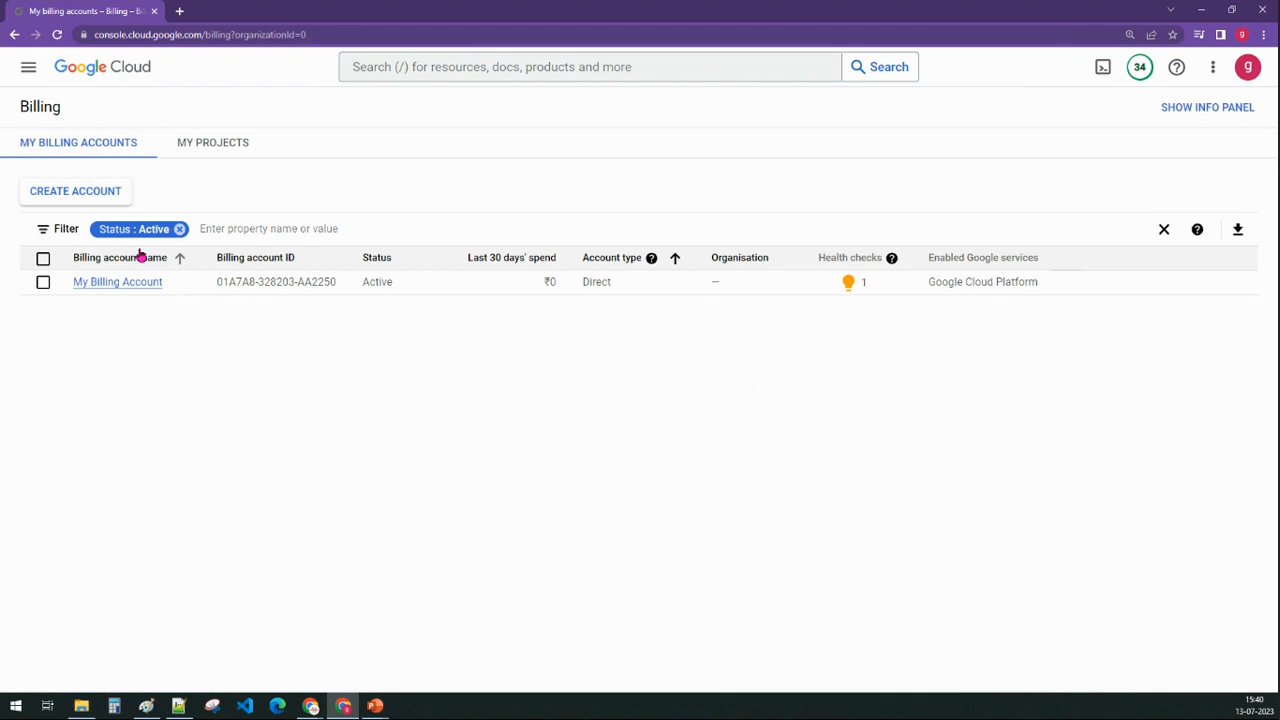 My billing accounts – Billing – Bi
console.cloud.google.com/billing?organizationId=0
g
Google Cloud
Search (/) for resources, docs, products and more
Search
34
g
Billing
SHOW INFO PANEL
MY BILLING ACCOUNTS
MY PROJECTS
CREATE ACCOUNT
Filter
Status : Active
Enter property name or value
Billing account name
Billing account ID
Status
Last 30 days' spend
Account type
Organisation
Health checks
Enabled Google services
My Billing Account
01A7A8-328203-AA2250
Active
₹0
Direct
—
1
Google Cloud Platform
15:40
13-07-2023